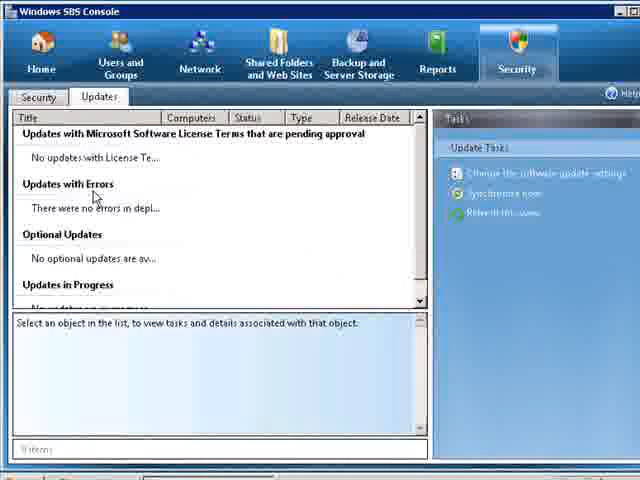 Windows SBS Console
Home
Users and
Groups
Network
Shared Folders
and Web Sites
Backup and
Server Storage
Reports
Security
Security
Updates
Help
Title
Computers
Status
Type
Release Date
Updates with Microsoft Software License Terms that are pending approval
No updates with License Te...
Updates with Errors
There were no errors in depl...
Optional Updates
No optional updates are av...
Updates in Progress
Select an object in the list, to view tasks and details associated with that object.
0 items
Tasks
Update Tasks
Change the software update settings
Synchronize now
Refresh this view